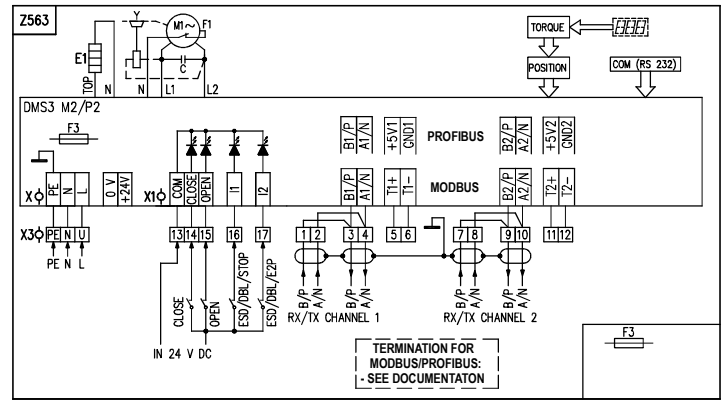 Z563
Y
M1~
F1
E1
C
TOP
N
N
L1
L2
TORQUE
POSITION
COM (RS 232)
DMS3 M2/P2
F3
B1/P
A1/N
+5V1
GND1
PROFIBUS
B2/P
A2/N
+5V2
GND2
X
PE
N
L
0 V
+24V
X1
COM
CLOSE
OPEN
I1
I2
B1/P
A1/N
T1+
T1-
MODBUS
B2/P
A2/N
T2+
T2-
X3
PE
N
U
13
14
15
16
17
1
2
3
4
5
6
7
8
9
10
11
12
PE
N
L
CLOSE
OPEN
ESD/DBL/STOP
ESD/DBL/E2P
B/P
A/N
B/P
A/N
RX/TX CHANNEL 1
B/P
A/N
B/P
A/N
RX/TX CHANNEL 2
IN 24 V DC
TERMINATION FOR
MODBUS/PROFIBUS:
- SEE DOCUMENTATON
F3